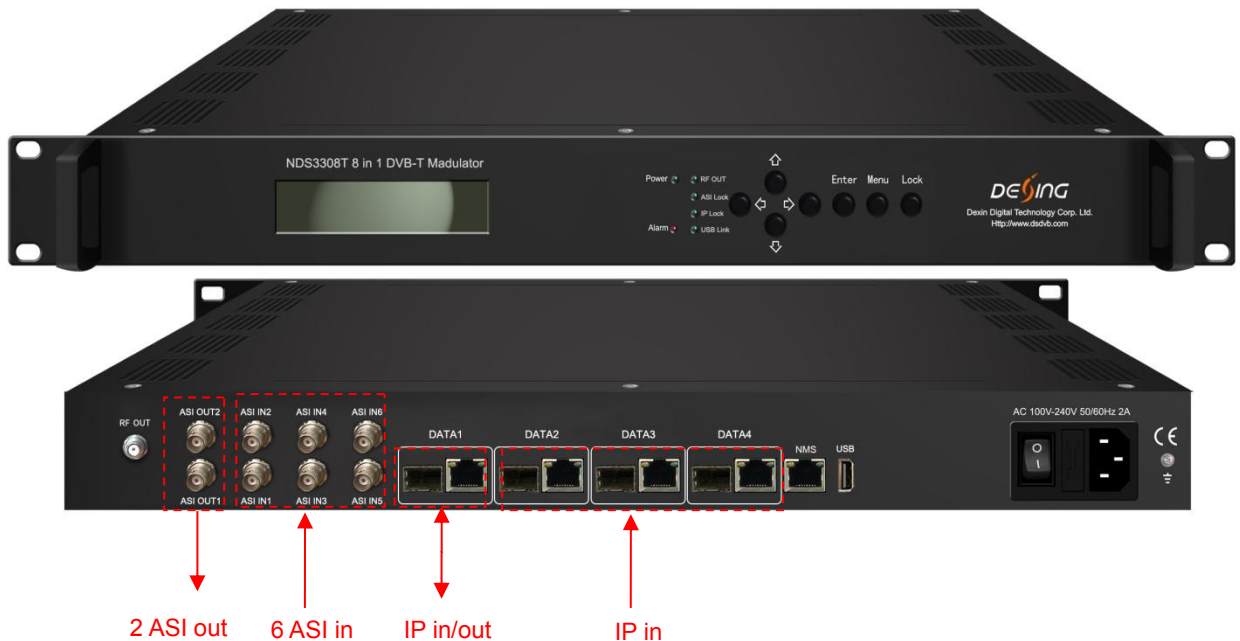 NDS3308T 8 in 1 DVB-T Madulator
Power
RF OUT
ASI Lock
IP Lock
Alarm
USB Link
Enter Menu Lock
DESING
Dexin Digital Technology Corp. Ltd.
Http://www.dsdvb.com
RF OUT
ASI OUT2 ASI IN2 ASI IN4 ASI IN6
ASI OUT1 ASI IN1 ASI IN3 ASI IN5
DATA1 DATA2 DATA3 DATA4
NMS USB
AC 100V-240V 50/60Hz 2A
O
I
CE
2 ASI out 6 ASI in IP in/out IP in